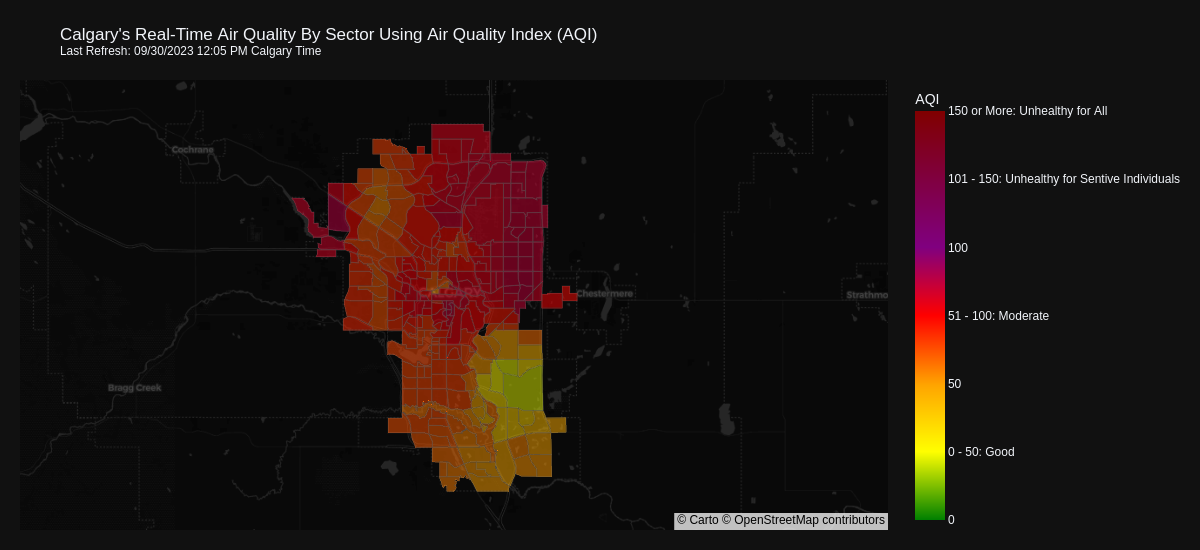 Calgary's Real-Time Air Quality By Sector Using Air Quality Index (AQI)
Last Refresh: 09/30/2023 12:05 PM Calgary Time
AQI
150 or More: Unhealthy for All
Cochrane
101 - 150: Unhealthy for Sentive Individuals
100
CALGARY
Chestermere
Strathmo
51 - 100: Moderate
Bragg Creek
50
0 - 50: Good
0
© Carto © OpenStreetMap contributors